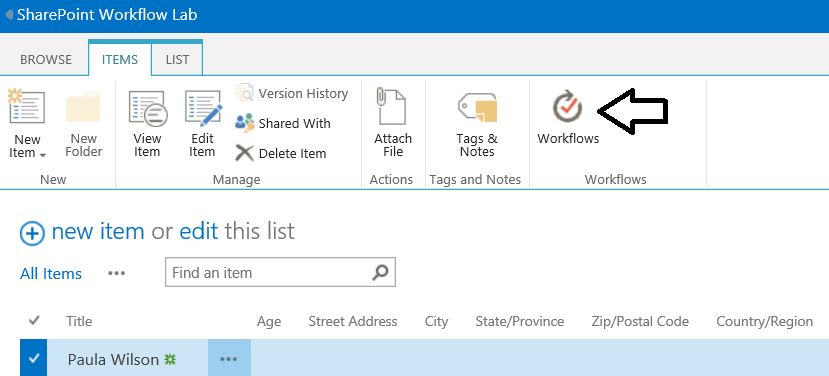 SharePoint Workflow Lab
BROWSE ITEMS LIST
New Item
New Folder
View Item
Edit Item
Version History
Shared With
Delete Item
Attach File
Tags & Notes
Workflows
New Manage Actions Tags and Notes Workflows
new item or edit this list
All Items ••• Find an item
Title Age Street Address City State/Province Zip/Postal Code Country/Region
Paula Wilson •••